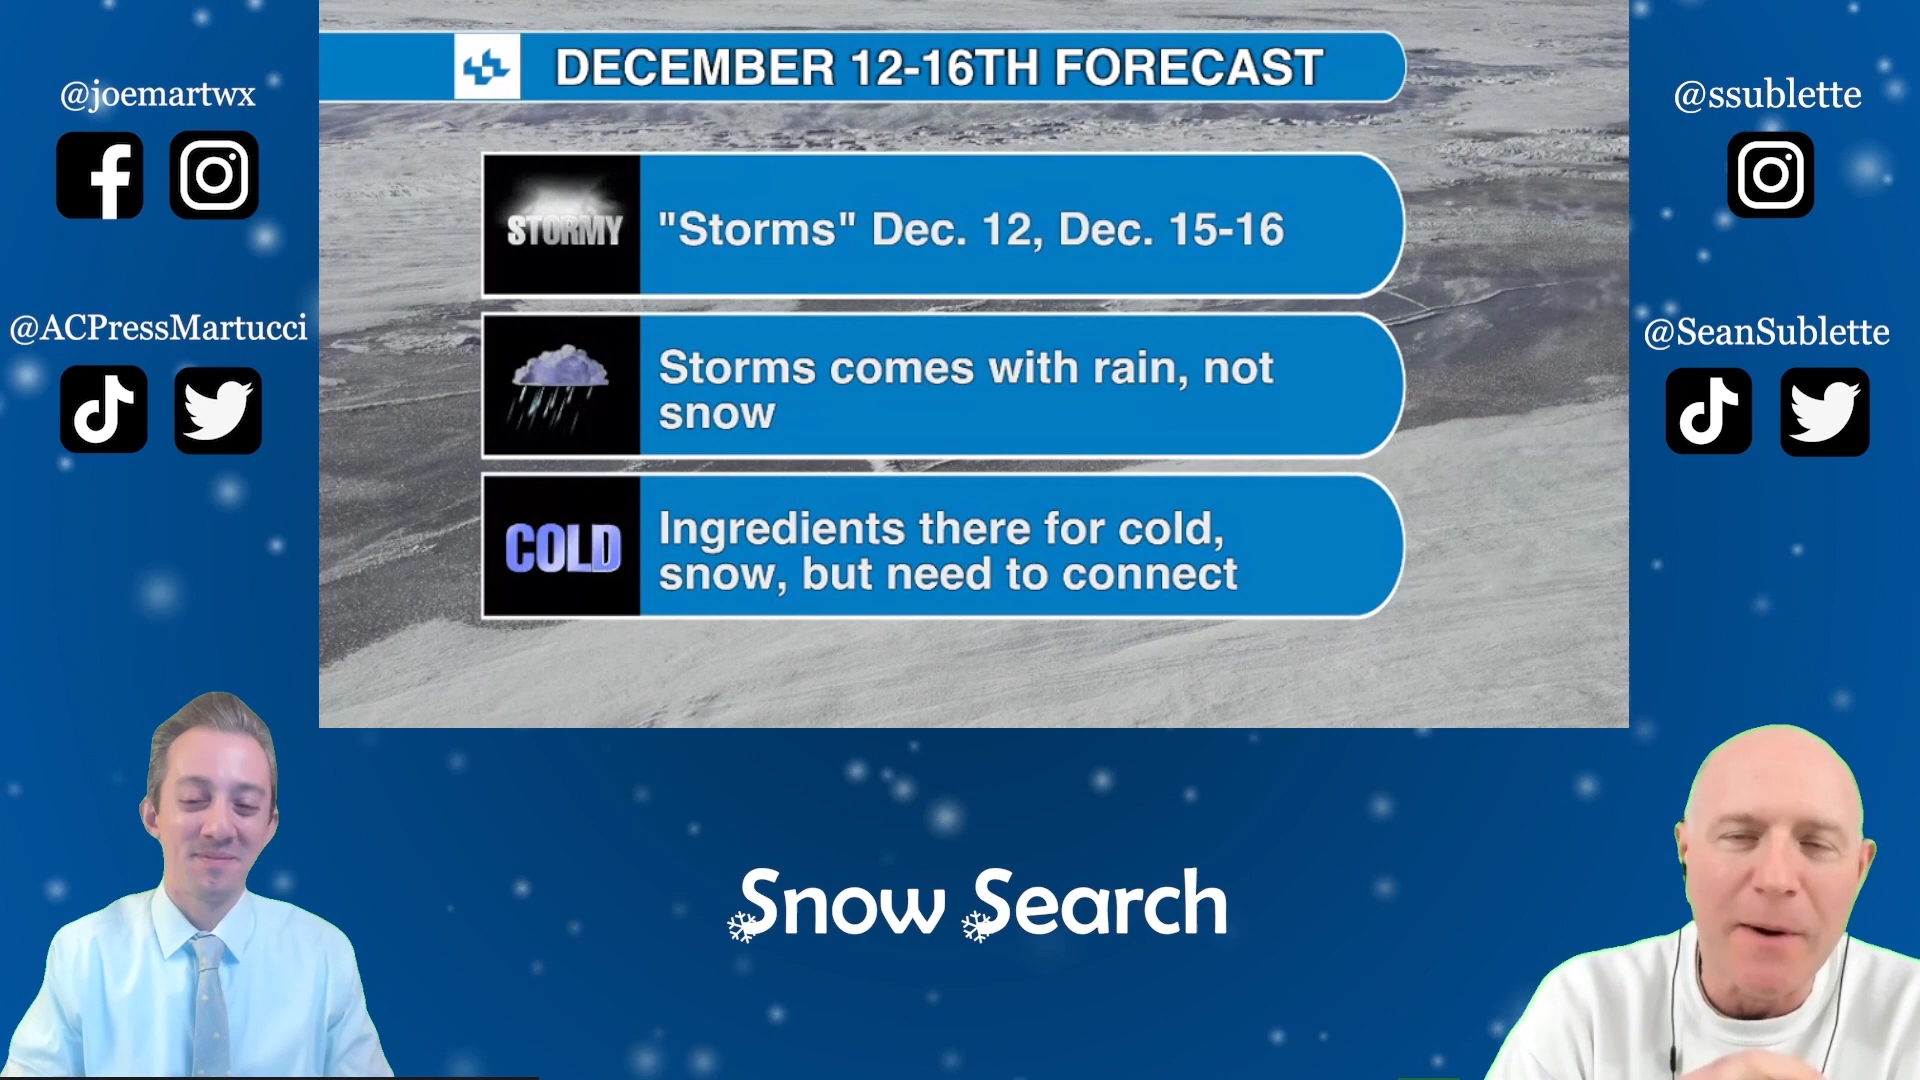 @joemartwx
@ACPressMartucci
DECEMBER 12-16TH FORECAST
STORMY
"Storms" Dec. 12, Dec. 15-16
Storms comes with rain, not
snow
COLD
Ingredients there for cold,
snow, but need to connect
@ssublette
@SeanSublette
Snow Search